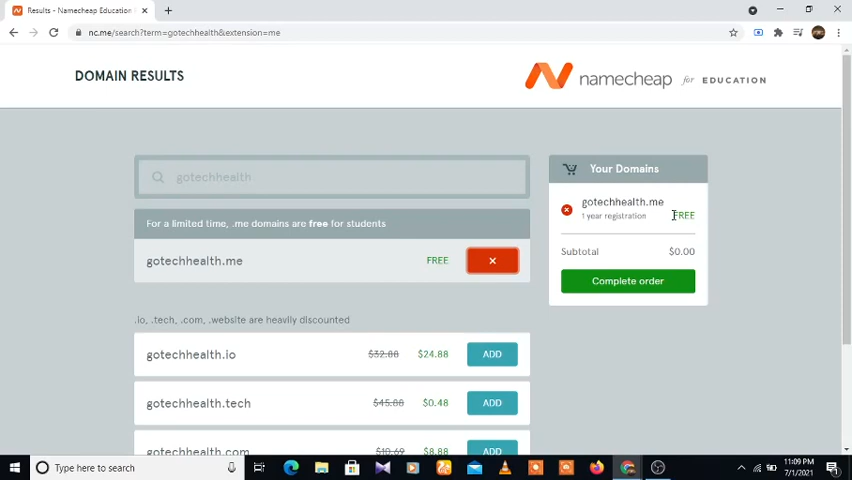 Results - Namecheap Education -
nc.me/search?term=gotechhealth&extension=me
DOMAIN RESULTS
namecheap for EDUCATION
gotechhealth
For a limited time, .me domains are free for students
gotechhealth.me FREE
.io, .tech, .com, .website are heavily discounted
gotechhealth.io $32.88 $24.88 ADD
gotechhealth.tech $45.88 $0.48 ADD
gotechhealth.com $10.69 $8.88 ADD
Your Domains
gotechhealth.me
1 year registration FREE
Subtotal $0.00
Complete order
Type here to search
11:09 PM
7/1/2021